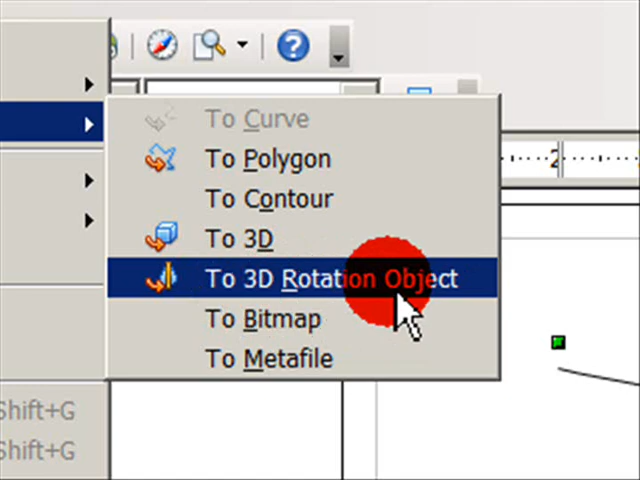 ?
To Curve
2
To Polygon
To Contour
To 3D
To 3D Rotation Object
To Bitmap
To Metafile
Shift+G
Shift+G